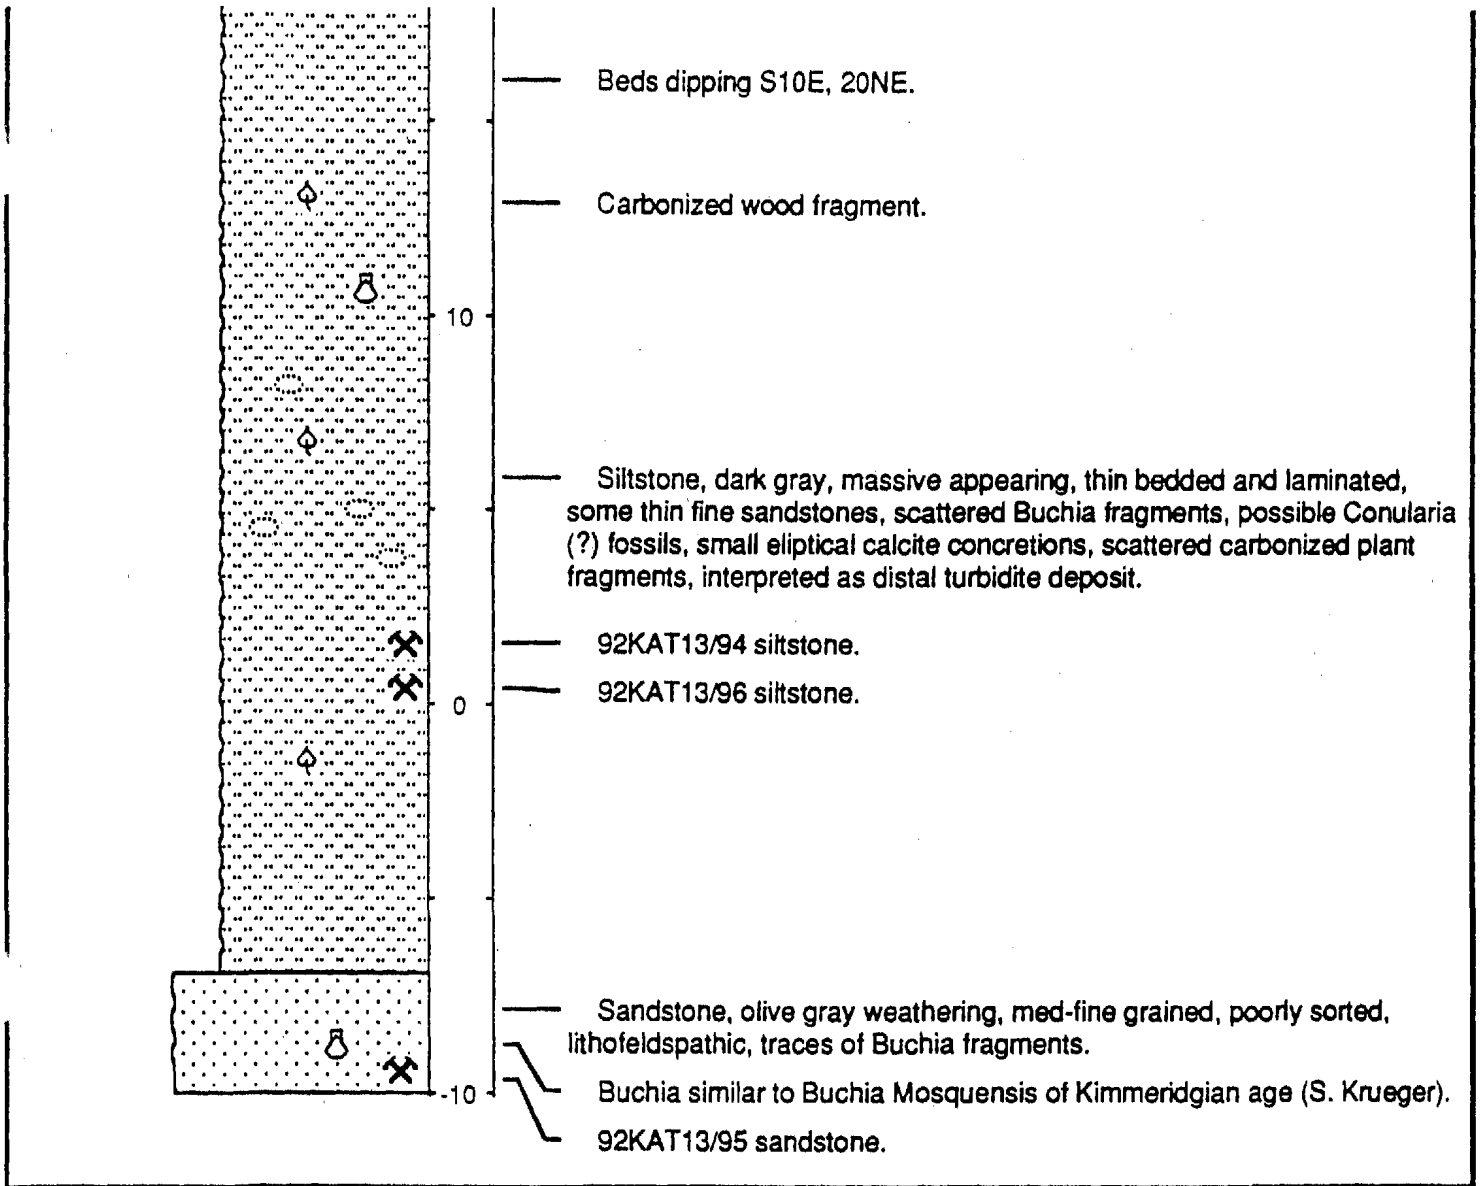 Beds dipping S10E, 20NE.
Carbonized wood fragment.
10
Siltstone, dark gray, massive appearing, thin bedded and laminated,
some thin fine sandstones, scattered Buchia fragments, possible Conularia
(?) fossils, small eliptical calcite concretions, scattered carbonized plant
fragments, interpreted as distal turbidite deposit.
92KAT13/94 siltstone.
92KAT13/96 siltstone.
0
Sandstone, olive gray weathering, med-fine grained, poorly sorted,
lithofeldspathic, traces of Buchia fragments.
-10
Buchia similar to Buchia Mosquensis of Kimmeridgian age (S. Krueger).
92KAT13/95 sandstone.